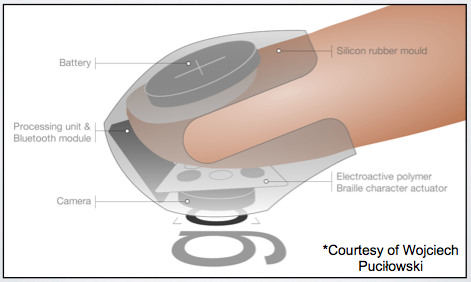 Battery
Silicon rubber mould
Processing unit &
Bluetooth module
Electroactive polymer
Braille character actuator
Camera
g
*Courtesy of Wojciech
Puciłowski